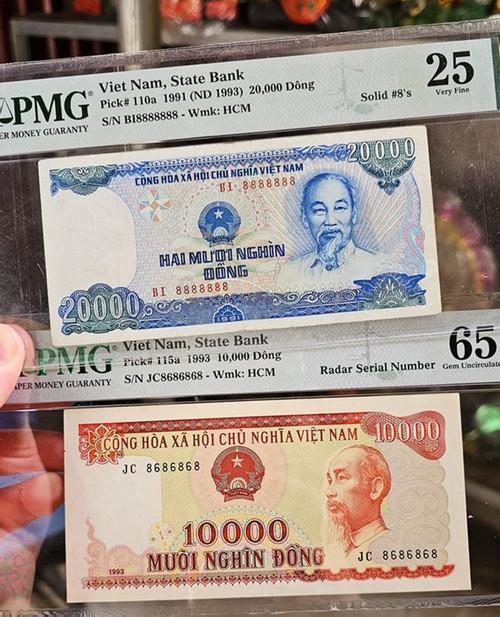 PMG
PER MONEY GUARANTY
Viet Nam, State Bank
Pick# 110a 1991 (ND 1993) 20,000 Dông
S/N BI8888888 - Wmk: HCM
Solid #8's
25
Very Fine
20000
CỘNG HÒA XÃ HỘI CHỦ NGHĨA VIỆT NAM
BI 8888888
HAI MƯƠI NGHÌN
ĐỒNG
BI 8888888
20000
1991
PMG
PAPER MONEY GUARANTY
Viet Nam, State Bank
Pick# 115a 1993 10,000 Dông
S/N JC8686868 - Wmk: HCM
Radar Serial Number
65
Gem Uncirculate
CỘNG HÒA XÃ HỘI CHỦ NGHĨA VIỆT NAM
10000
JC 8686868
10000
MƯỜI NGHÌN ĐỒNG
JC 8686868
1993